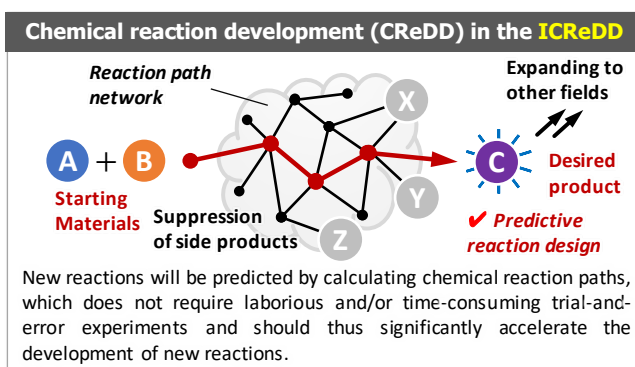 Chemical reaction development (CReDD) in the ICReDD
Reaction path
network
Expanding to
other fields
X
A + B
C
Desired
product
Starting
Materials
Y
Suppression
of side products
Z
✔ Predictive
reaction design
New reactions will be predicted by calculating chemical reaction paths,
which does not require laborious and/or time-consuming trial-and-
error experiments and should thus significantly accelerate the
development of new reactions.